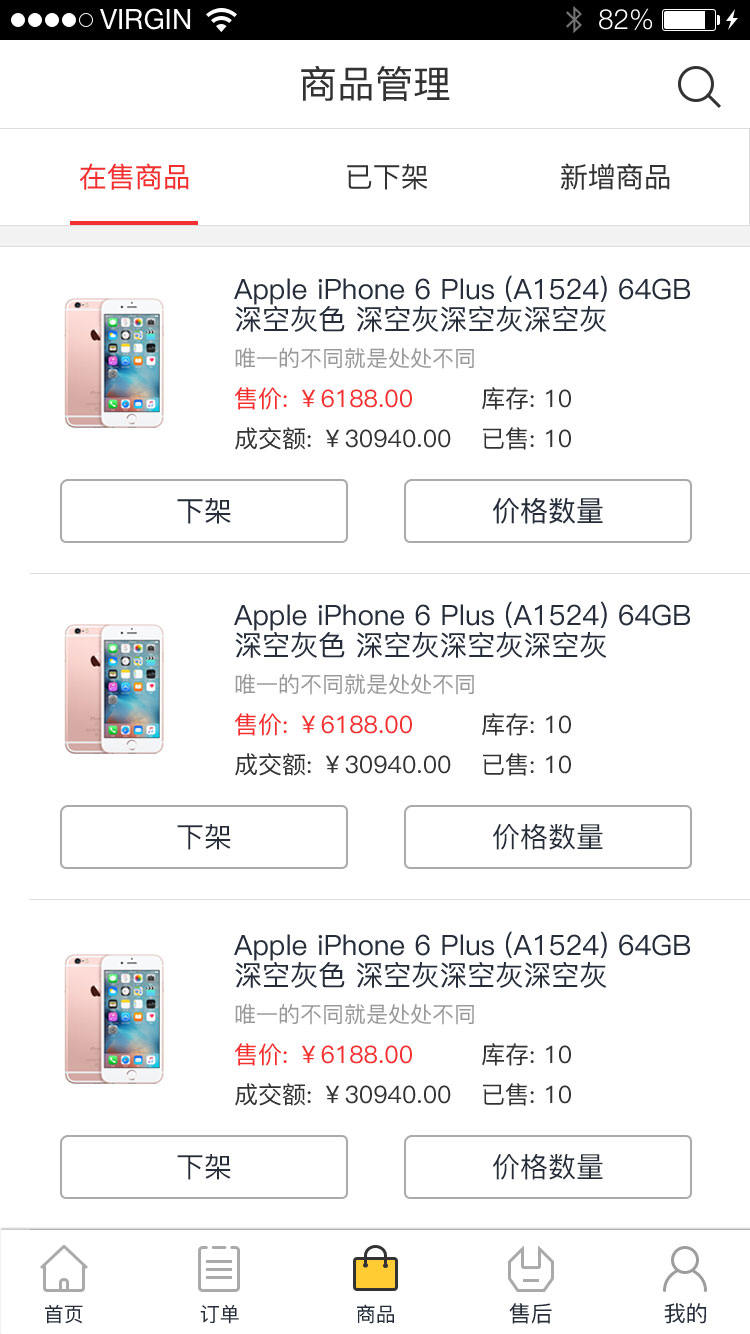 VIRGIN 82%
商品管理
在售商品 已下架 新增商品
Apple iPhone 6 Plus (A1524) 64GB
深空灰色 深空灰深空灰深空灰
唯一的不同就是处处不同
售价: ￥6188.00 库存: 10
成交额: ￥30940.00 已售: 10
下架 价格数量
Apple iPhone 6 Plus (A1524) 64GB
深空灰色 深空灰深空灰深空灰
唯一的不同就是处处不同
售价: ￥6188.00 库存: 10
成交额: ￥30940.00 已售: 10
下架 价格数量
Apple iPhone 6 Plus (A1524) 64GB
深空灰色 深空灰深空灰深空灰
唯一的不同就是处处不同
售价: ￥6188.00 库存: 10
成交额: ￥30940.00 已售: 10
下架 价格数量
首页 订单 商品 售后 我的